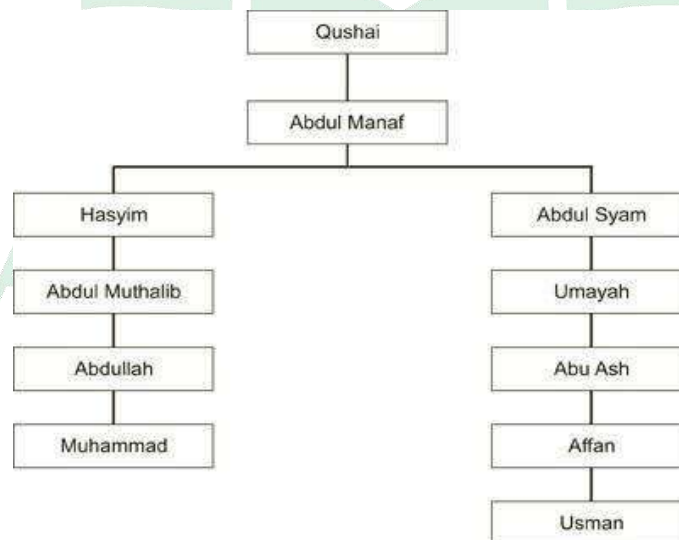 Qushai
Abdul Manaf
Hasyim
Abdul Syam
Abdul Muthalib
Umayah
Abdullah
Abu Ash
Muhammad
Affan
Usman